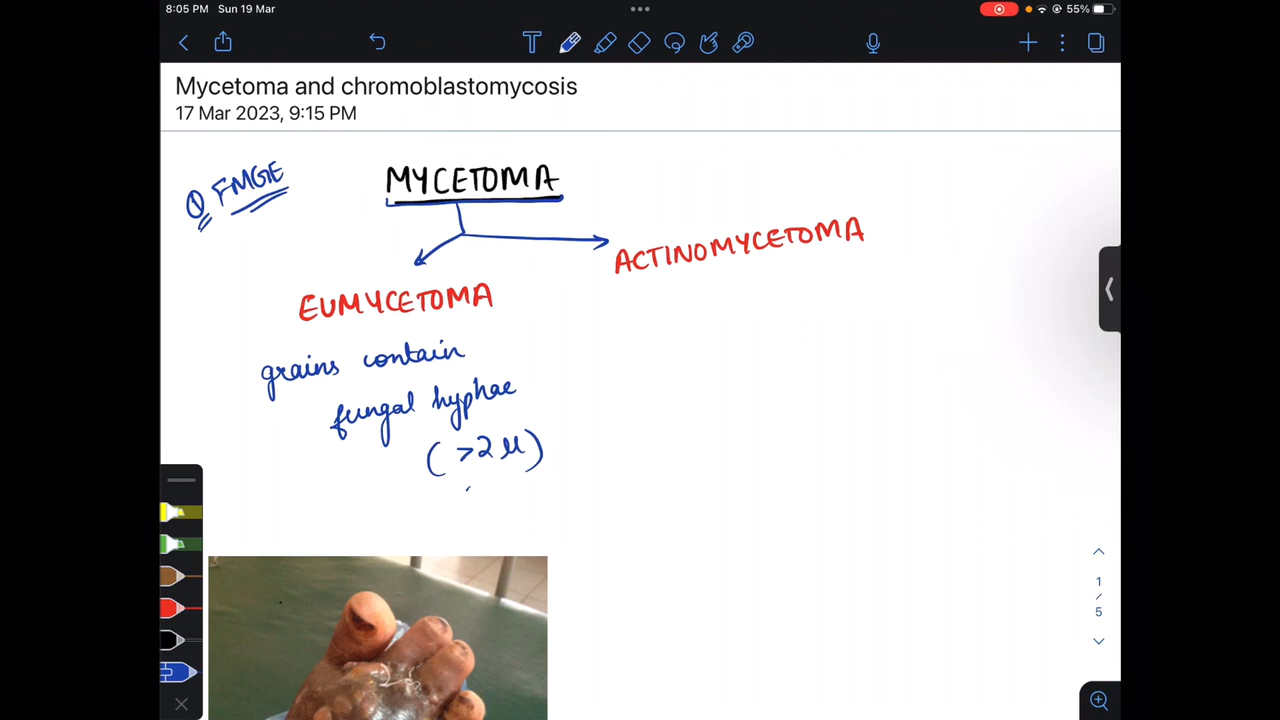 8:05 PM Sun 19 Mar
55%
Mycetoma and chromoblastomycosis
17 Mar 2023, 9:15 PM
Q FMGE
MYCETOMA
ACTINOMYCETOMA
EUMYCETOMA
grains contain
fungal hyphae
(>2 µ)
1
/
5